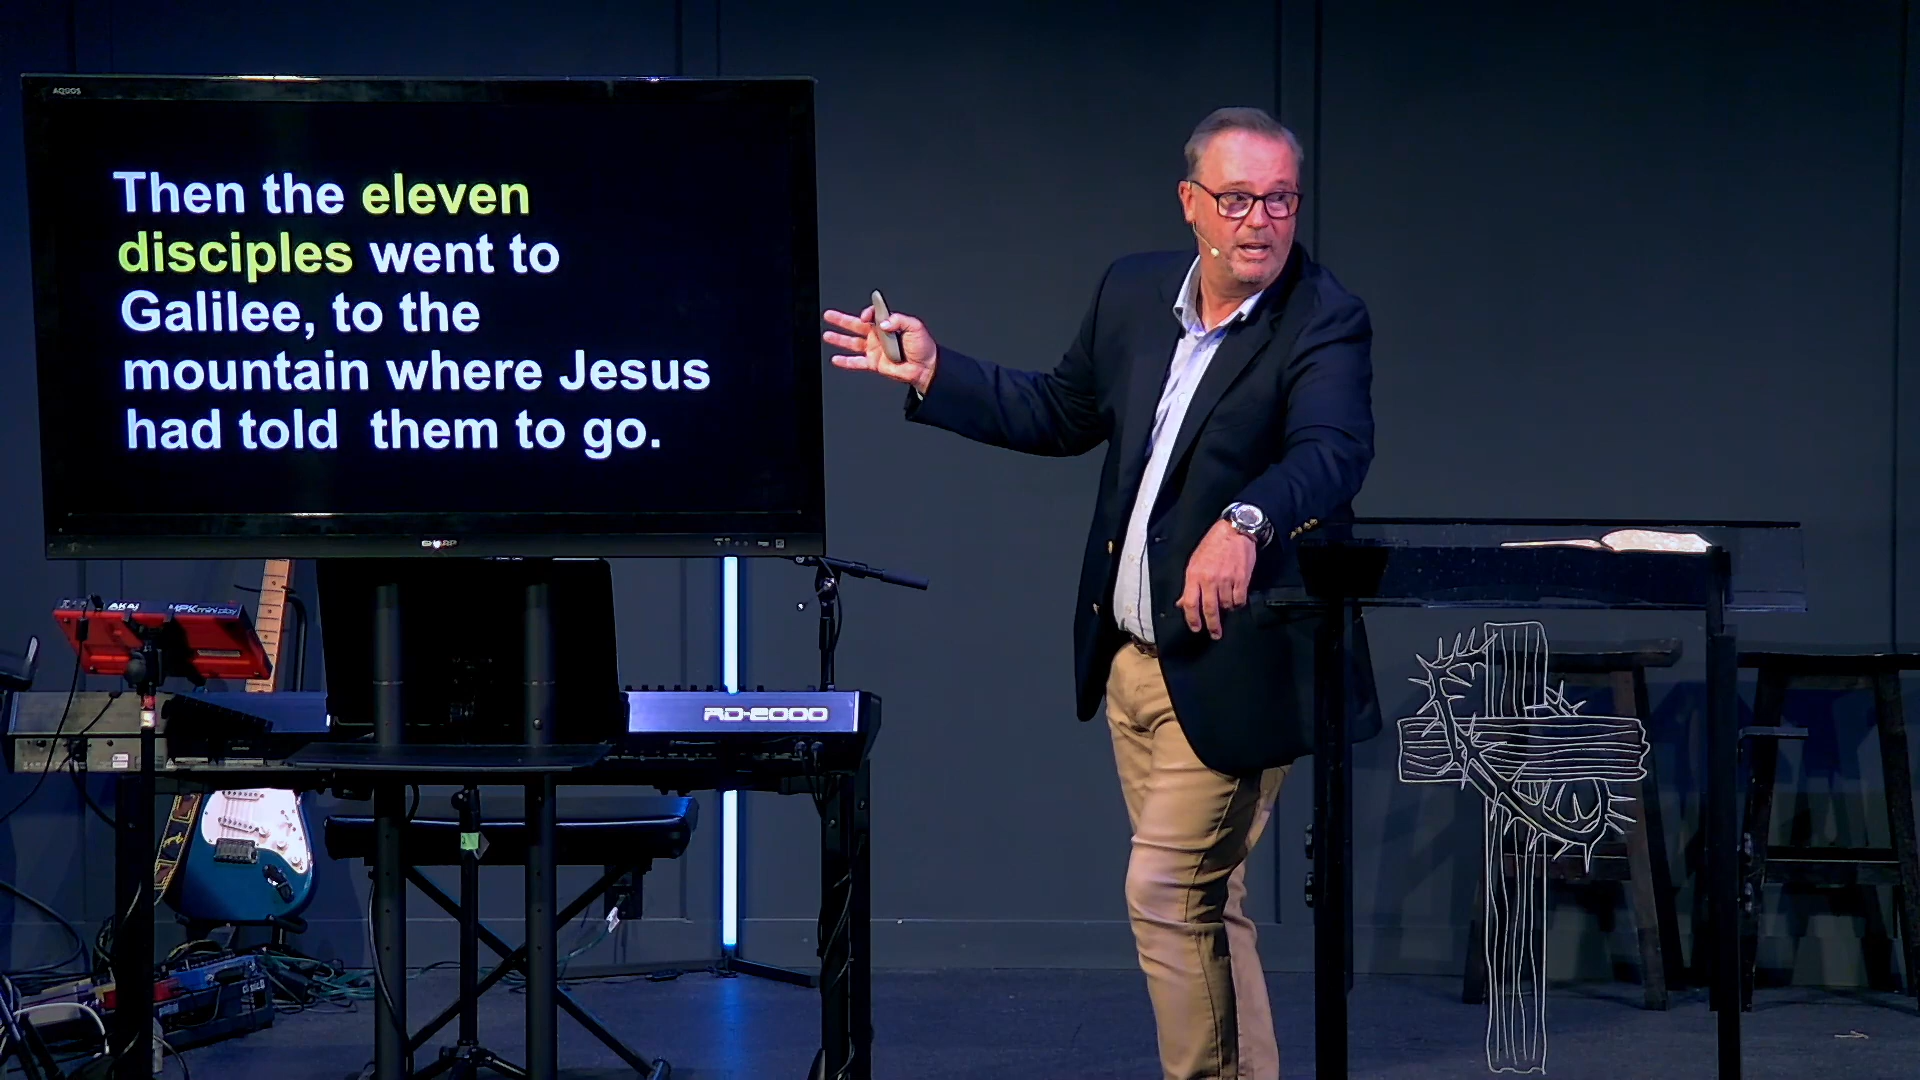 AQUOS
Then the eleven
disciples went to
Galilee, to the
mountain where Jesus
had told  them to go.
SHARP
AKAI
MPK mini play
RD-2000